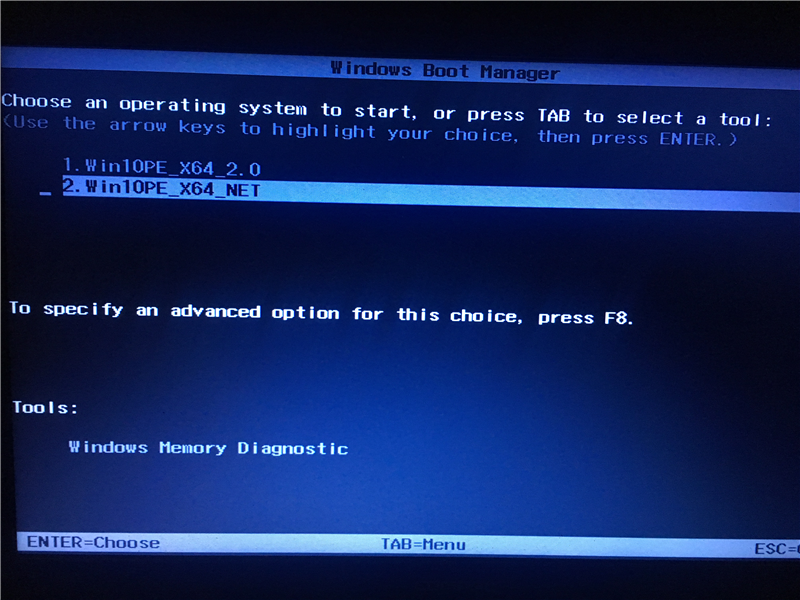 Windows Boot Manager
Choose an operating system to start, or press TAB to select a tool:
(Use the arrow keys to highlight your choice, then press ENTER.)
1.Win10PE_X64_2.0
_ 2.Win10PE_X64_NET
To specify an advanced option for this choice, press F8.
Tools:
Windows Memory Diagnostic
ENTER=Choose TAB=Menu ESC=